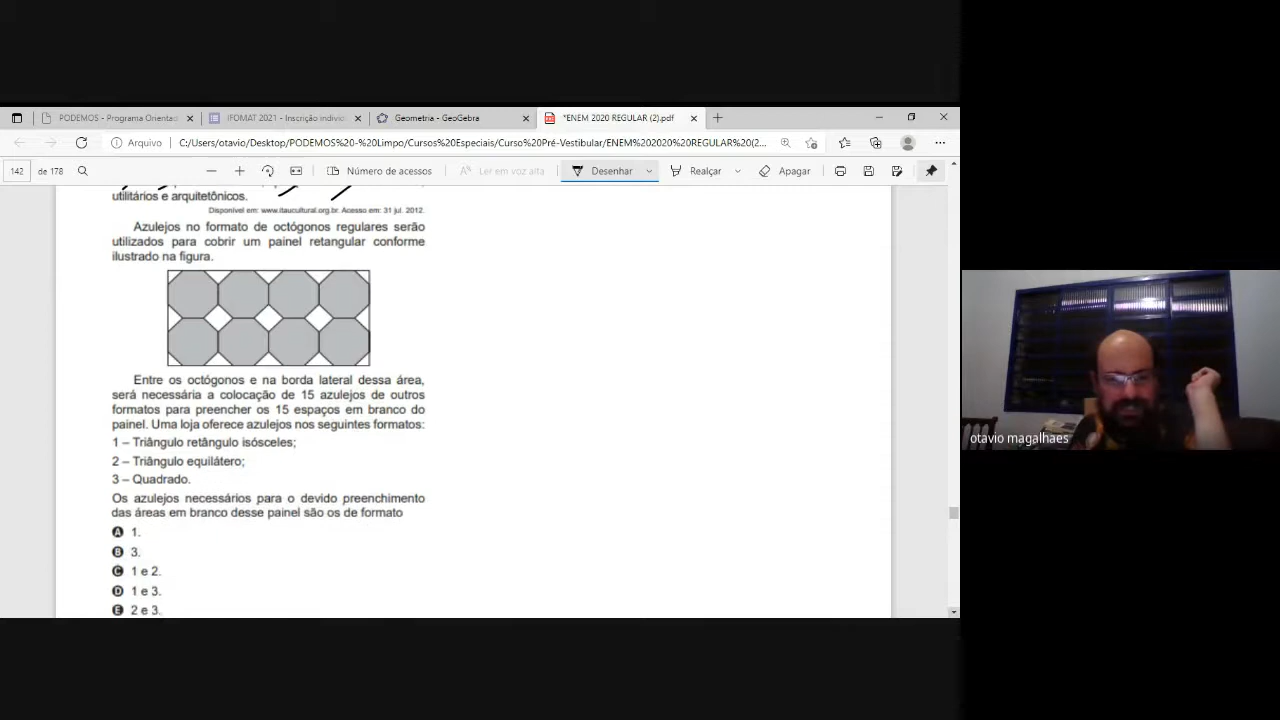 PODEMOS - Programa Orientac
IFOMAT 2021 - Inscrição individ
Geometria - GeoGebra
*ENEM 2020 REGULAR (2).pdf
Arquivo
C:/Users/otavio/Desktop/PODEMOS%20-%20Limpo/Cursos%20Especiais/Curso%20Pré-Vestibular/ENEM%202020%20REGULAR%20(2...
142 de 178
Número de acessos
Ler em voz alta
Desenhar
Realçar
Apagar
utilitários e arquitetônicos.
Disponível em: www.itaucultural.org.br. Acesso em: 31 jul. 2012.
Azulejos no formato de octógonos regulares serão
utilizados para cobrir um painel retangular conforme
ilustrado na figura.
Entre os octógonos e na borda lateral dessa área,
será necessária a colocação de 15 azulejos de outros
formatos para preencher os 15 espaços em branco do
painel. Uma loja oferece azulejos nos seguintes formatos:
1 – Triângulo retângulo isósceles;
2 – Triângulo equilátero;
3 – Quadrado.
Os azulejos necessários para o devido preenchimento
das áreas em branco desse painel são os de formato
A 1.
B 3.
C 1 e 2.
D 1 e 3.
E 2 e 3.
otavio magalhaes